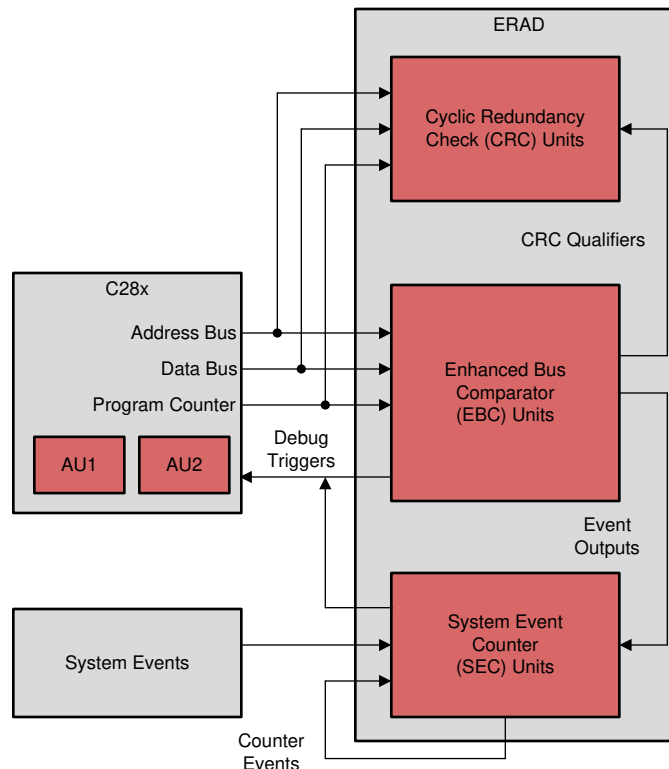 ERAD
Cyclic Redundancy
Check (CRC) Units
CRC Qualifiers
C28x
Address Bus
Data Bus
Program Counter
AU1
AU2
Enhanced Bus
Comparator
(EBC) Units
Debug
Triggers
Event
Outputs
System Events
System Event
Counter
(SEC) Units
Counter
Events